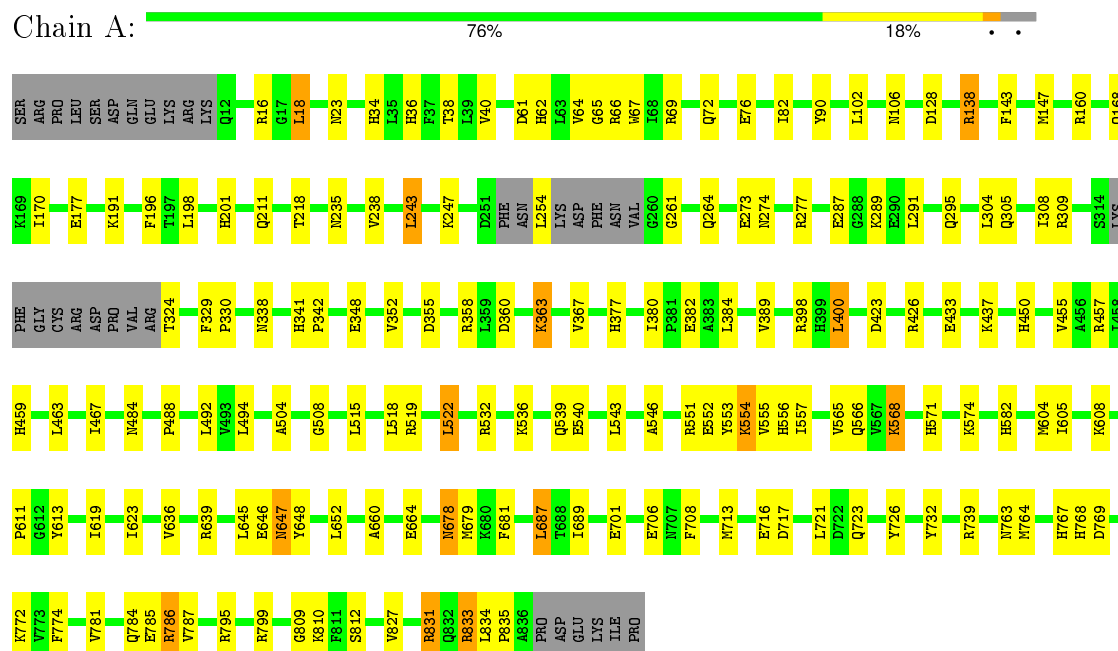 Chain A:
76% 18% • •
SER ARG PRO LEU SER ASP GLN GLU LYS ARG LYS Q12 R16 G17 L18 N23 H34 L35 H36 F37 T38 L39 V40 D61 H62 L63 V64 G65 R66 W67 I68 R69 Q72 E76 I82 Y90 L102 N106 D128 R138 F143 M147 R160 Q168
K169 I170 E177 K191 F196 T197 L198 H201 Q211 T218 N235 V238 L243 K247 D251 PHE ASN L254 LYS ASP PHE ASN VAL G260 G261 Q264 E273 N274 R277 E287 G288 K289 E290 L291 Q295 L304 Q305 I308 R309 S314 LYS
PHE GLY CYS ARG ASP PRO VAL ARG T324 F329 P330 N338 H341 P342 E348 V352 D355 R358 L359 D360 K363 V367 H377 I380 P381 E382 A383 L384 V389 R398 H399 L400 D423 R426 E433 K437 H450 V455 A456 R457 I458
H459 L463 I467 N484 P488 L492 V493 L494 A504 G508 L515 L518 R519 L522 R532 K536 Q539 E540 L543 A546 R551 E552 Y553 K554 V555 H556 I557 V565 Q566 V567 K568 H571 K574 H582 M604 I605 K608
P611 G612 Y613 I619 I623 V636 R639 L645 E646 N647 Y648 L652 A660 E664 N678 M679 K680 F681 L687 T688 I689 E701 E706 N707 F708 M713 E716 D717 L721 D722 Q723 Y726 Y732 R739 N763 M764 H767 H768 D769
K772 V773 F774 V781 Q784 E785 R786 V787 R795 R799 G809 K810 F811 S812 V827 R831 Q832 R833 L834 P835 A836 PRO ASP GLU LYS ILE PRO